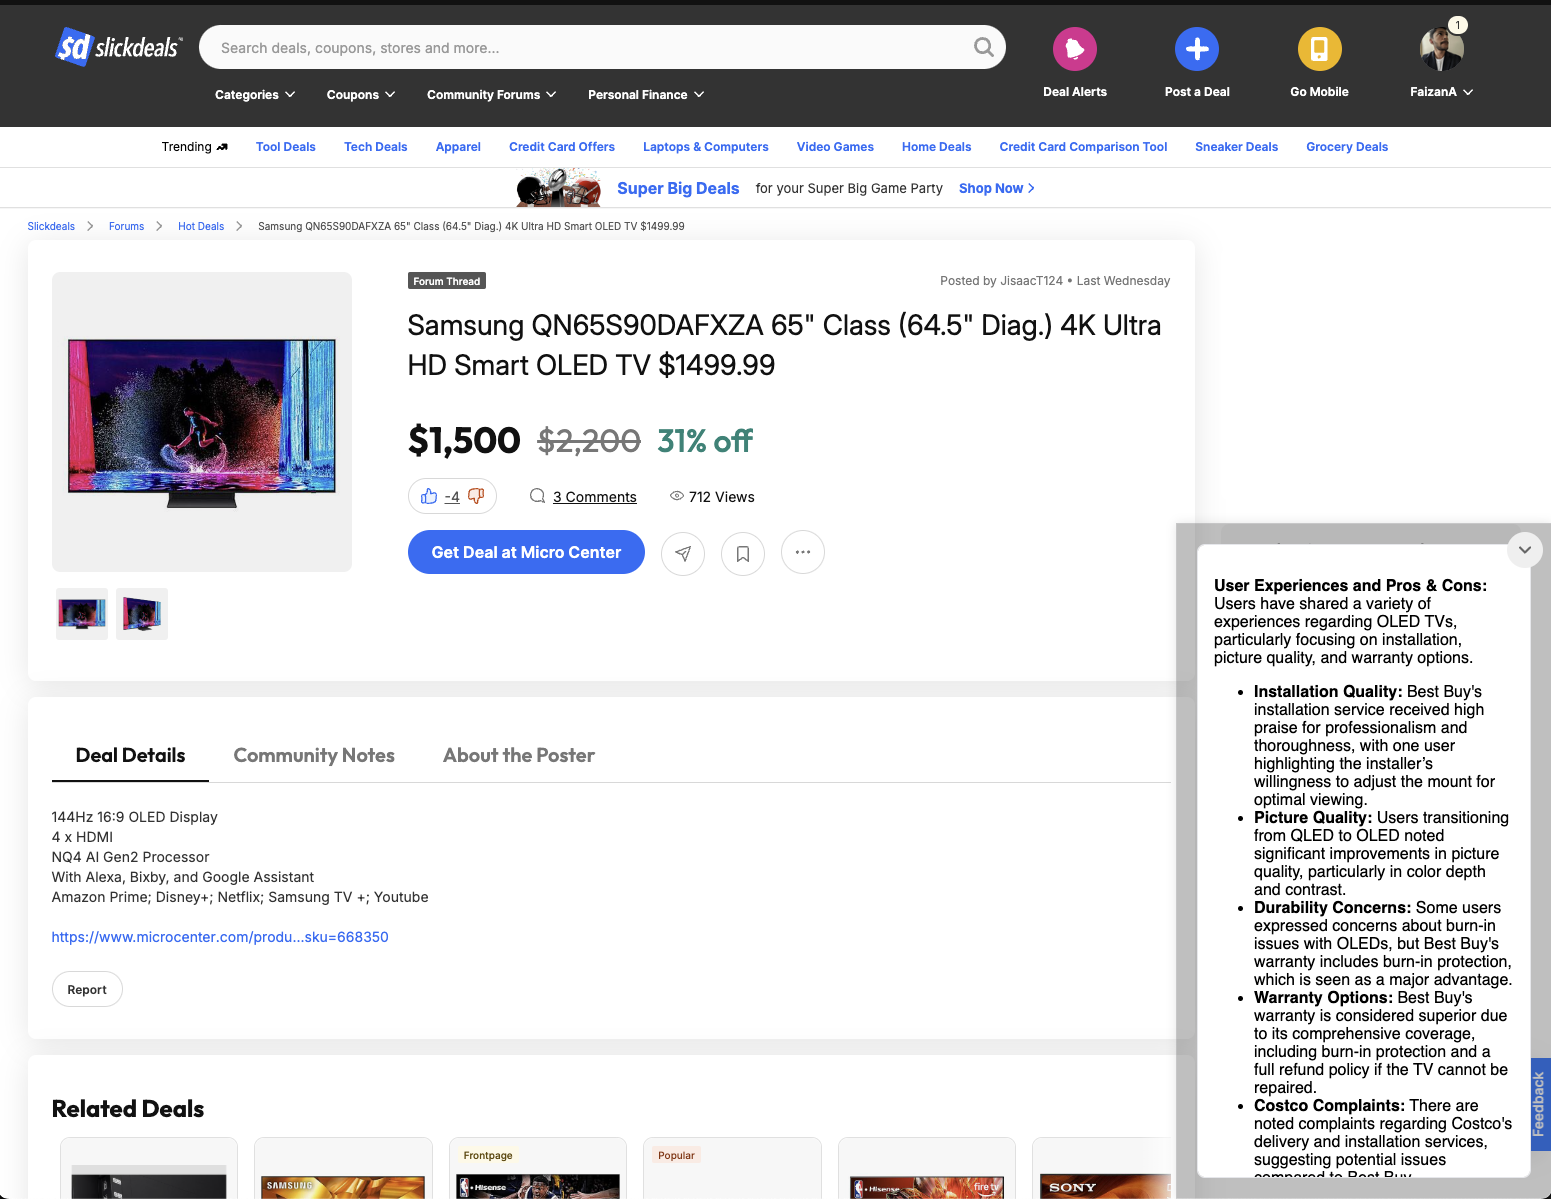 slickdeals
Search deals, coupons, stores and more...
1
Categories
Coupons
Community Forums
Personal Finance
Deal Alerts
Post a Deal
Go Mobile
FaizanA
Trending
Tool Deals
Tech Deals
Apparel
Credit Card Offers
Laptops & Computers
Video Games
Home Deals
Credit Card Comparison Tool
Sneaker Deals
Grocery Deals
Super Big Deals for your Super Big Game Party Shop Now
Slickdeals
Forums
Hot Deals
Samsung QN65S90DAFXZA 65" Class (64.5" Diag.) 4K Ultra HD Smart OLED TV $1499.99
Forum Thread
Posted by JisaacT124 • Last Wednesday
Samsung QN65S90DAFXZA 65" Class (64.5" Diag.) 4K Ultra
HD Smart OLED TV $1499.99
$1,500 $2,200 31% off
-4
3 Comments
712 Views
Get Deal at Micro Center
Deal Details
Community Notes
About the Poster
144Hz 16:9 OLED Display
4 x HDMI
NQ4 AI Gen2 Processor
With Alexa, Bixby, and Google Assistant
Amazon Prime; Disney+; Netflix; Samsung TV +; Youtube
https://www.microcenter.com/produ...sku=668350
Report
Related Deals
SAMSUNG
Frontpage
Hisense
Popular
Hisense
fire tv
SONY
User Experiences and Pros & Cons:
Users have shared a variety of
experiences regarding OLED TVs,
particularly focusing on installation,
picture quality, and warranty options.
• Installation Quality: Best Buy's
installation service received high
praise for professionalism and
thoroughness, with one user
highlighting the installer's
willingness to adjust the mount for
optimal viewing.
• Picture Quality: Users transitioning
from QLED to OLED noted
significant improvements in picture
quality, particularly in color depth
and contrast.
• Durability Concerns: Some users
expressed concerns about burn-in
issues with OLEDs, but Best Buy's
warranty includes burn-in protection,
which is seen as a major advantage.
• Warranty Options: Best Buy's
warranty is considered superior due
to its comprehensive coverage,
including burn-in protection and a
full refund policy if the TV cannot be
repaired.
• Costco Complaints: There are
noted complaints regarding Costco's
delivery and installation services,
suggesting potential issues
compared to Best Buy
Feedback